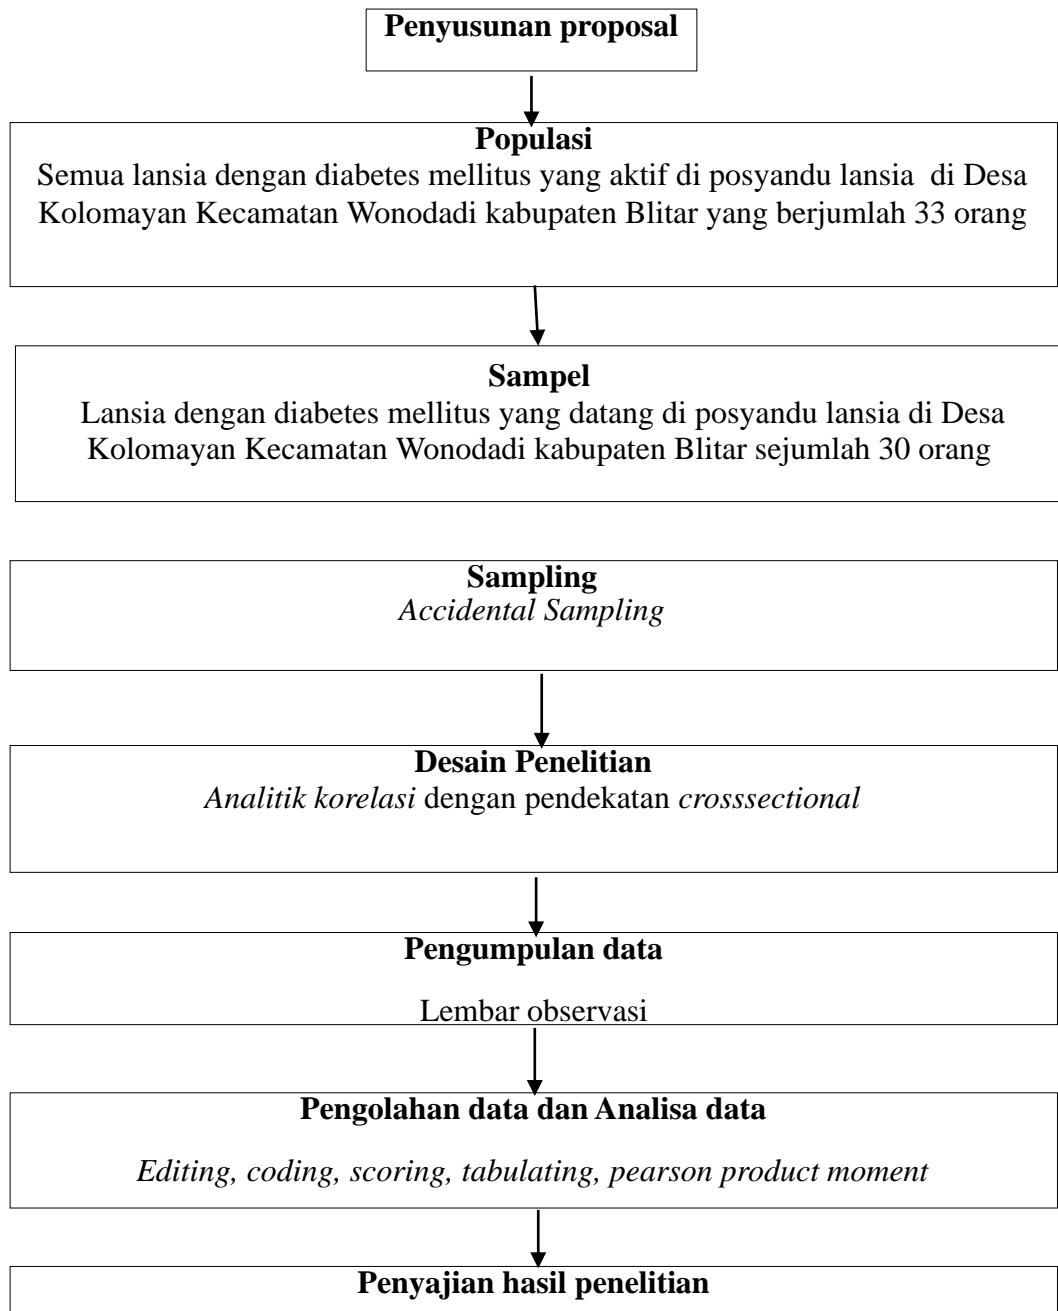 Penyusunan proposal
Populasi
Semua lansia dengan diabetes mellitus yang aktif di posyandu lansia  di Desa
Kolomayan Kecamatan Wonodadi kabupaten Blitar yang berjumlah 33 orang
Sampel
Lansia dengan diabetes mellitus yang datang di posyandu lansia di Desa
Kolomayan Kecamatan Wonodadi kabupaten Blitar sejumlah 30 orang
Sampling
Accidental Sampling
Desain Penelitian
Analitik korelasi dengan pendekatan crosssectional
Pengumpulan data
Lembar observasi
Pengolahan data dan Analisa data
Editing, coding, scoring, tabulating, pearson product moment
Penyajian hasil penelitian